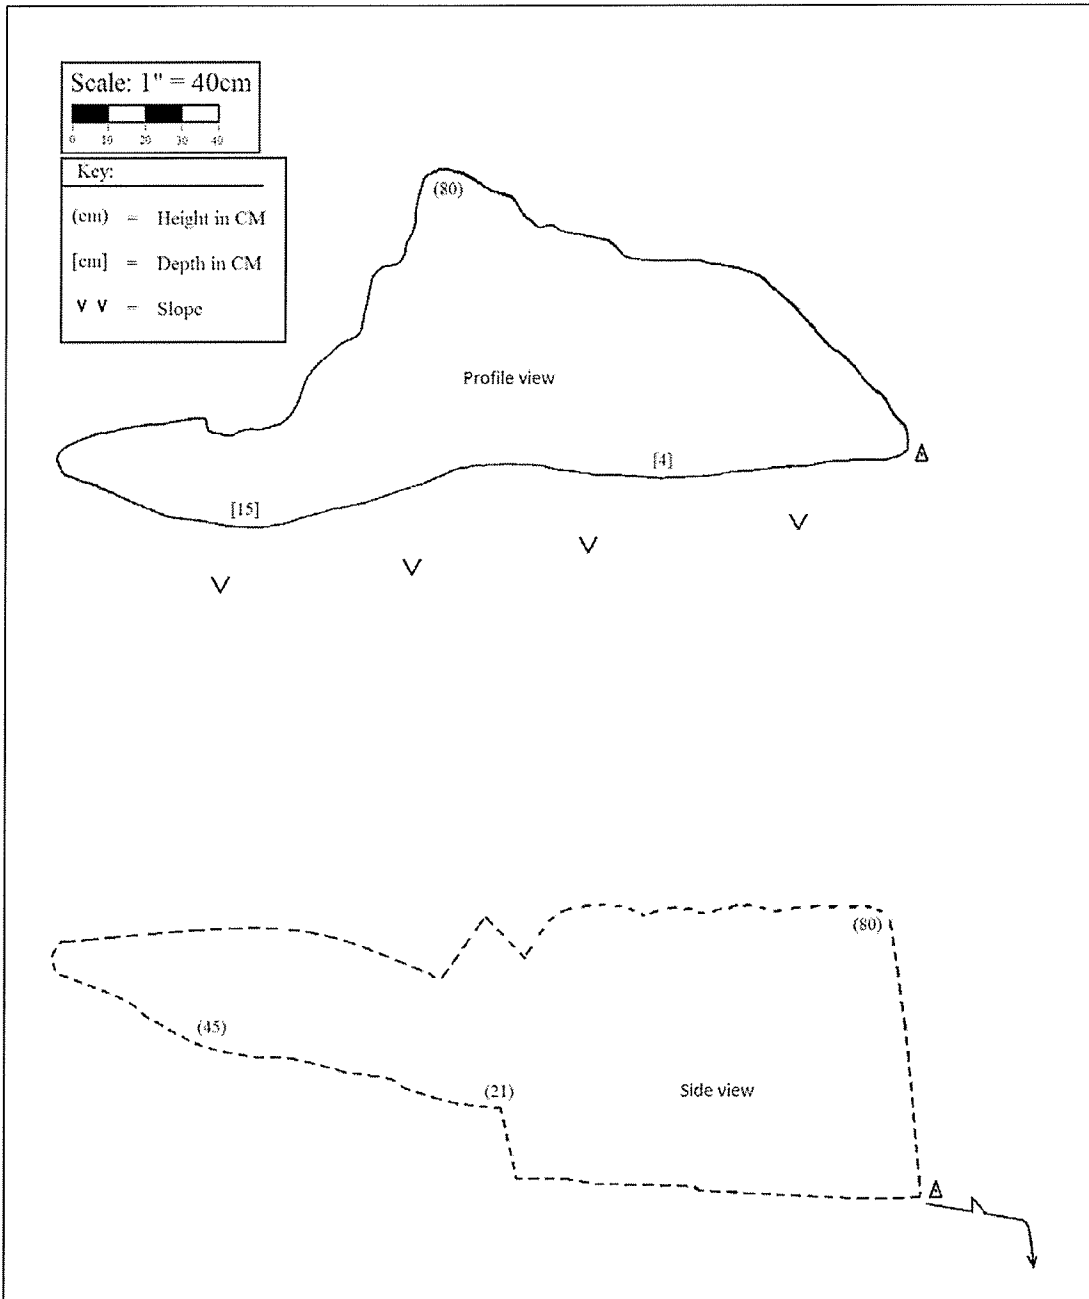 Scale: 1" = 40cm
0 10 20 30 40
Key:
(cm) = Height in CM
[cm] = Depth in CM
V V = Slope
(80)
Profile view
[4]
[15]
(80)
(45)
(21)
Side view
N